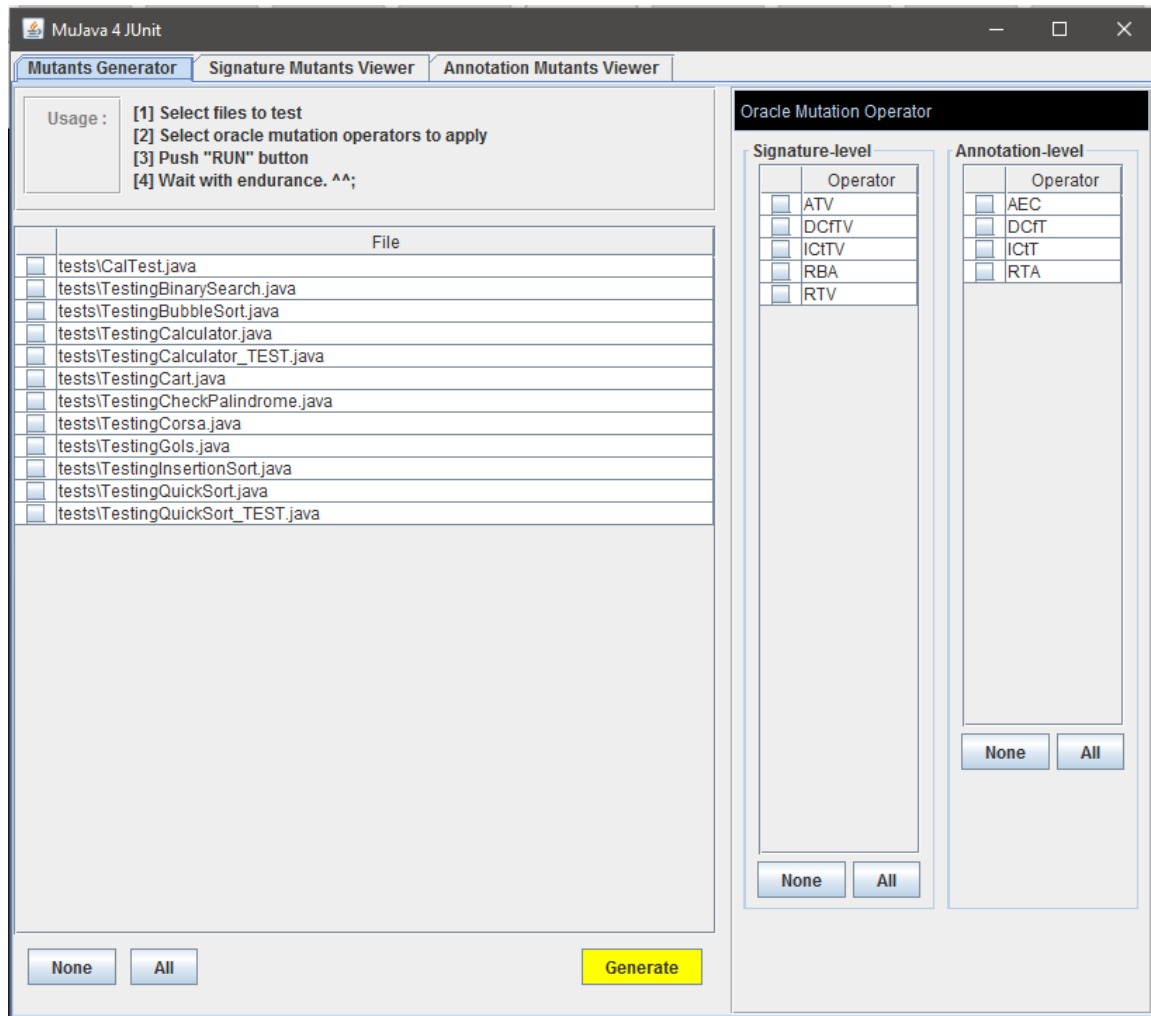 MuJava 4 JUnit
Mutants Generator
Signature Mutants Viewer
Annotation Mutants Viewer
Usage :
[1] Select files to test
[2] Select oracle mutation operators to apply
[3] Push "RUN" button
[4] Wait with endurance. ^^;
File
tests\CalTest.java
tests\TestingBinarySearch.java
tests\TestingBubbleSort.java
tests\TestingCalculator.java
tests\TestingCalculator_TEST.java
tests\TestingCart.java
tests\TestingCheckPalindrome.java
tests\TestingCorsa.java
tests\TestingGols.java
tests\TestingInsertionSort.java
tests\TestingQuickSort.java
tests\TestingQuickSort_TEST.java
None
All
Generate
Oracle Mutation Operator
Signature-level
Operator
ATV
DCfTV
ICtTV
RBA
RTV
None
All
Annotation-level
Operator
AEC
DCfT
ICtT
RTA
None
All